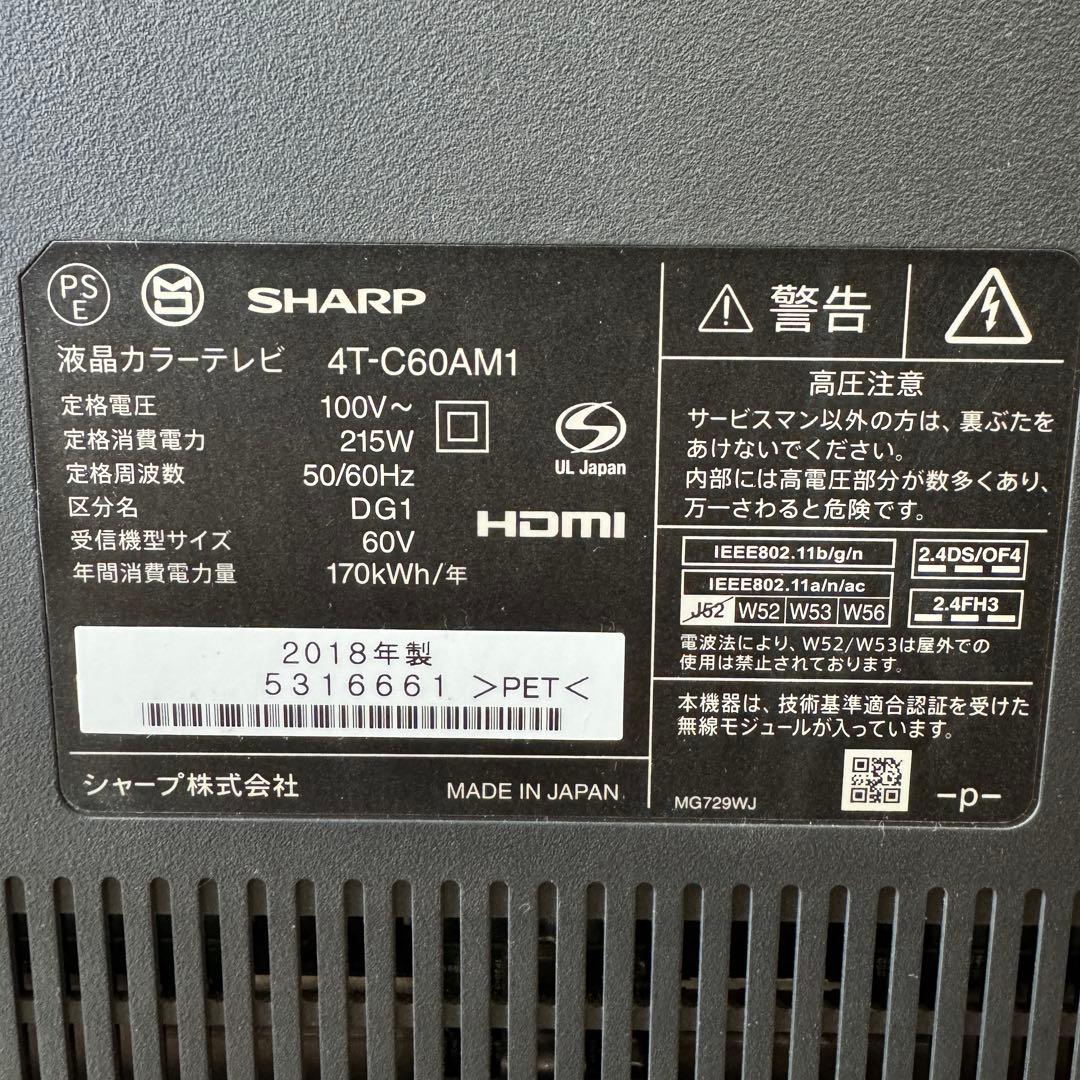 PS
E
SHARP
液晶カラーテレビ 4T-C60AM1
定格電圧 100V～
定格消費電力 215W
定格周波数 50/60Hz
区分名 DG1
受信機型サイズ 60V
年間消費電力量 170kWh/年
S
UL Japan
HDMI
2018年製
5316661 >PET<
シャープ株式会社 MADE IN JAPAN
警告
高圧注意
サービスマン以外の方は、裏ぶたを
あけないでください。
内部には高電圧部分が数多くあり、
万一さわると危険です。
IEEE802.11b/g/n
IEEE802.11a/n/ac
J52 W52 W53 W56
2.4DS/OF4
2.4FH3
電波法により、W52/W53は屋外での
使用は禁止されております。
本機器は、技術基準適合認証を受けた
無線モジュールが入っています。
MG729WJ -p-